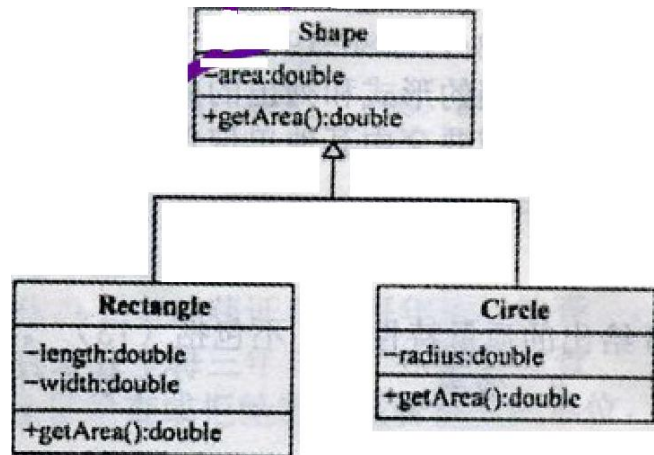 Shape
-area:double
+getArea():double
Rectangle
-length:double
-width:double
+getArea():double
Circle
-radius:double
+getArea():double